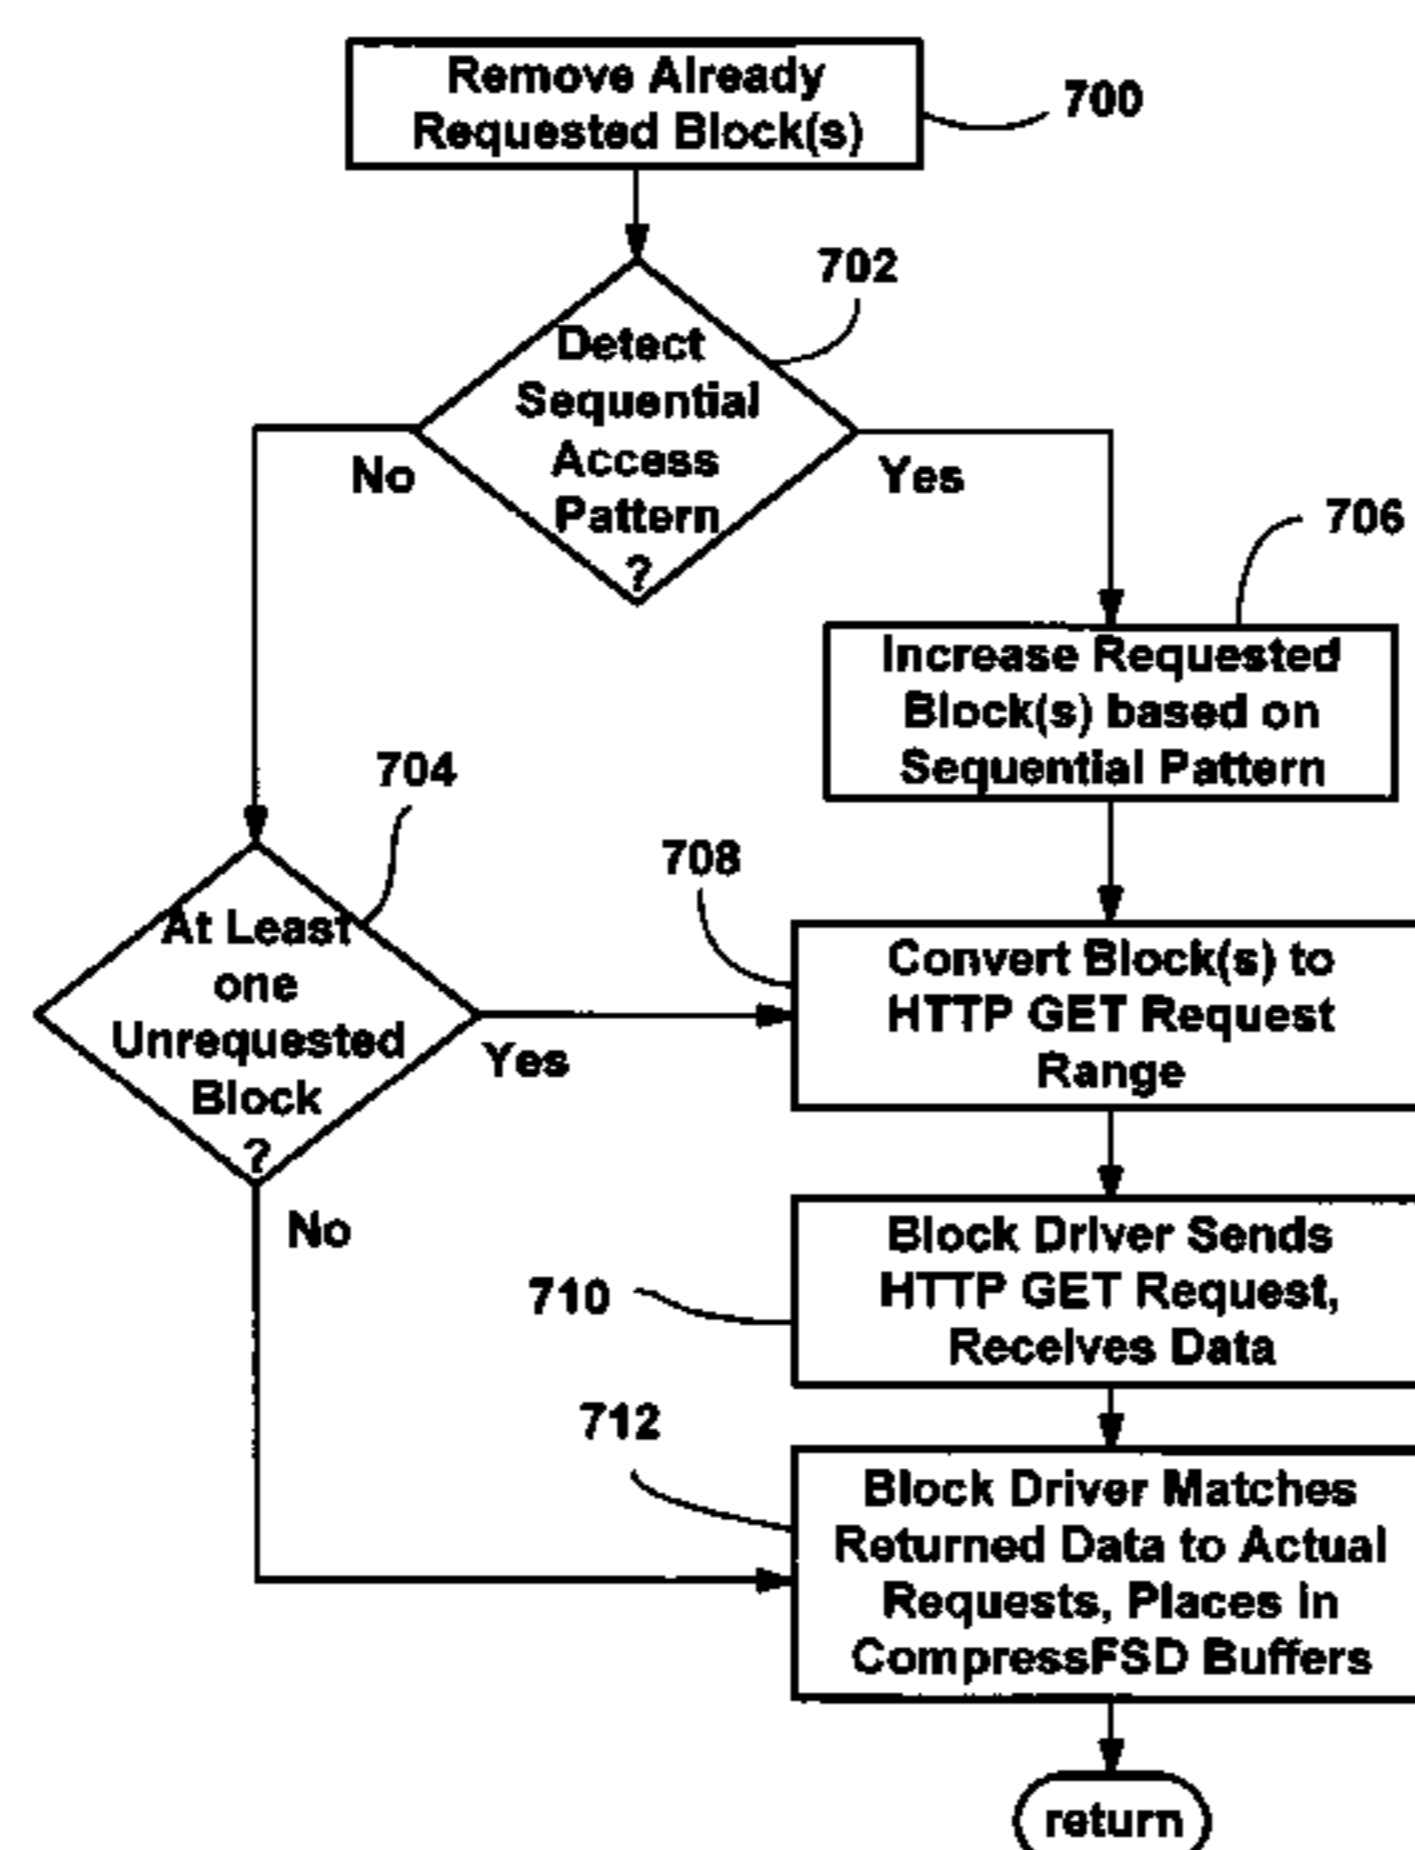 Remove Already
Requested Block(s)
700
702
Detect
Sequential
Access
Pattern
?
No
Yes
706
Increase Requested
Block(s) based on
Sequential Pattern
704
At Least
one
Unrequested
Block
?
Yes
No
708
Convert Block(s) to
HTTP GET Request
Range
710
Block Driver Sends
HTTP GET Request,
Receives Data
712
Block Driver Matches
Returned Data to Actual
Requests, Places in
CompressFSD Buffers
return